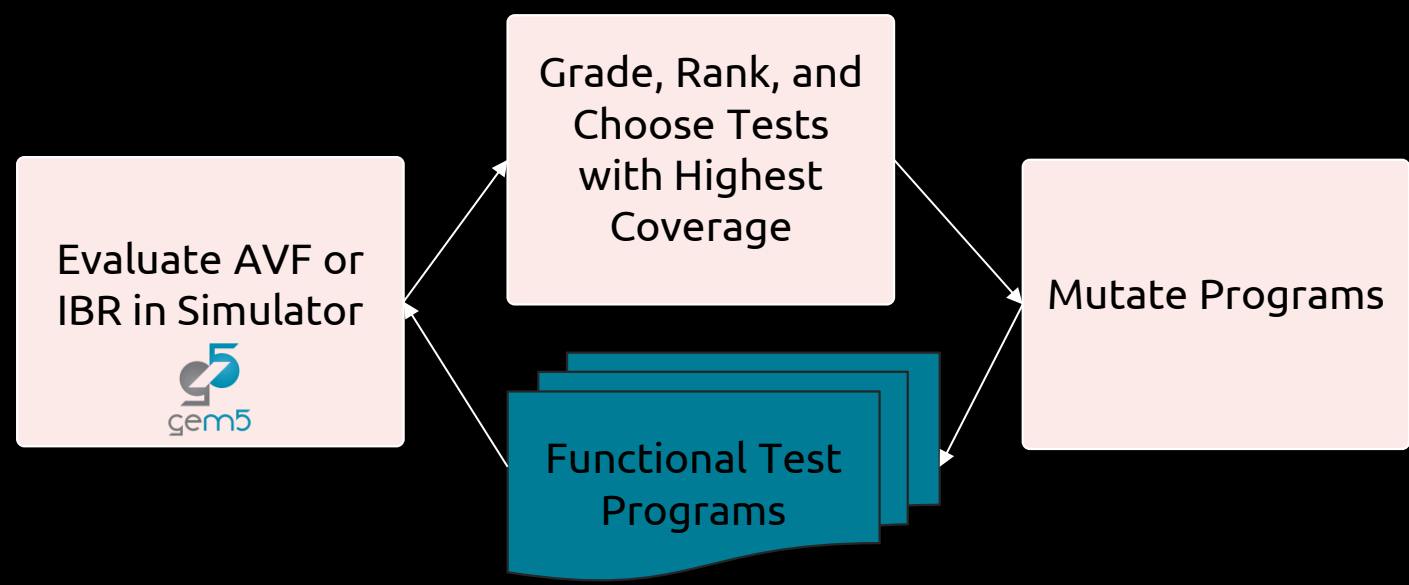 Grade, Rank, and
Choose Tests
with Highest
Coverage
Evaluate AVF or
IBR in Simulator
gem5
Mutate Programs
Functional Test
Programs